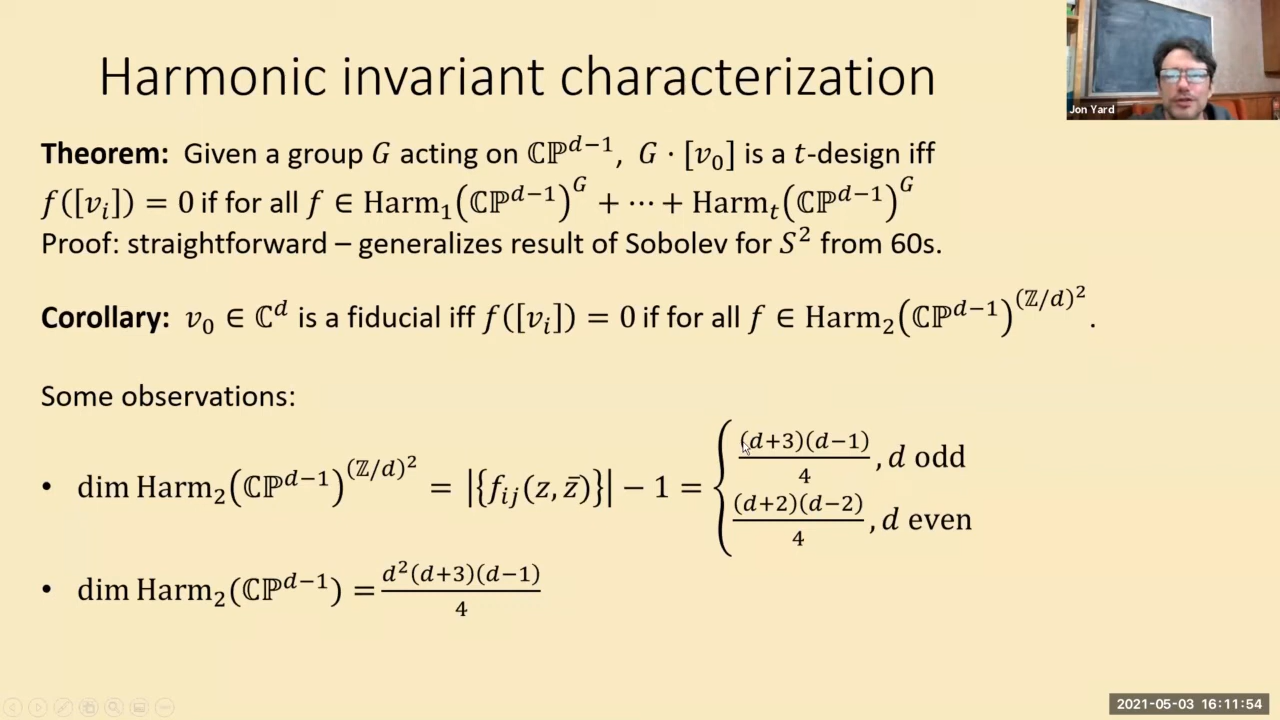 Harmonic invariant characterization
Jon Yard
Theorem: Given a group G acting on ℂℙ^{d−1}, G · [v₀] is a t-design iff
f([vᵢ]) = 0 if for all f ∈ Harm₁(ℂℙ^{d−1})^G + ⋯ + Harmₜ(ℂℙ^{d−1})^G
Proof: straightforward – generalizes result of Sobolev for S² from 60s.
Corollary: v₀ ∈ ℂ^d is a fiducial iff f([vᵢ]) = 0 if for all f ∈ Harm₂(ℂℙ^{d−1})^{(ℤ/d)²}.
Some observations:
• dim Harm₂(ℂℙ^{d−1})^{(ℤ/d)²} = |{f_{ij}(z, z̄)}| − 1 = { (d+3)(d−1)/4, d odd
(d+2)(d−2)/4, d even
• dim Harm₂(ℂℙ^{d−1}) = d²(d+3)(d−1)/4
2021-05-03 16:11:54